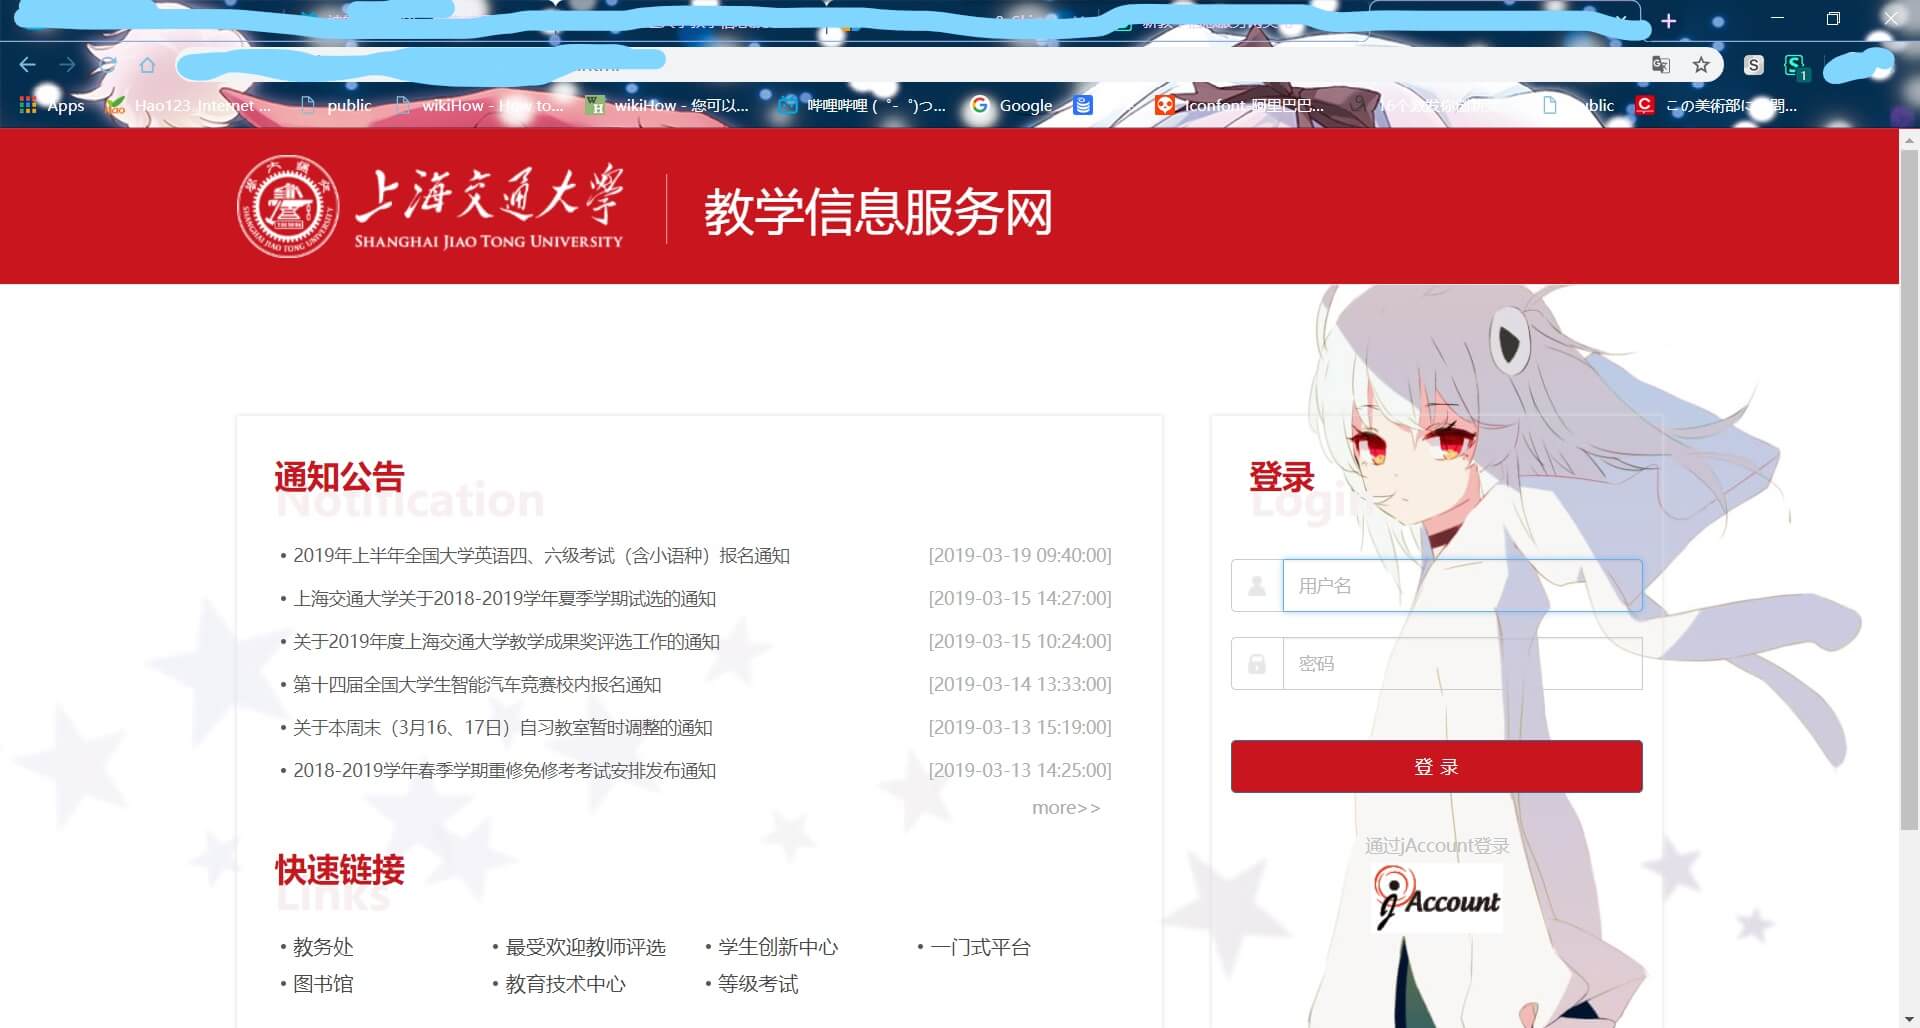 Apps
Hao123_Internet ...
public
wikiHow - How to...
wikiHow - 您可以...
哔哩哔哩 ( ゜- ゜)つ...
Google
Iconfont-阿里巴巴...
この美術部に
上海交通大学
SHANGHAI JIAO TONG UNIVERSITY
教学信息服务网
通知公告
Notification
• 2019年上半年全国大学英语四、六级考试（含小语种）报名通知 [2019-03-19 09:40:00]
• 上海交通大学关于2018-2019学年夏季学期试选的通知 [2019-03-15 14:27:00]
• 关于2019年度上海交通大学教学成果奖评选工作的通知 [2019-03-15 10:24:00]
• 第十四届全国大学生智能汽车竞赛校内报名通知 [2019-03-14 13:33:00]
• 关于本周末（3月16、17日）自习教室暂时调整的通知 [2019-03-13 15:19:00]
• 2018-2019学年春季学期重修免修考考试安排发布通知 [2019-03-13 14:25:00]
more>>
快速链接
Links
• 教务处 • 最受欢迎教师评选 • 学生创新中心 • 一门式平台
• 图书馆 • 教育技术中心 • 等级考试
登录
Login
用户名
密码
登 录
通过jAccount登录
jAccount